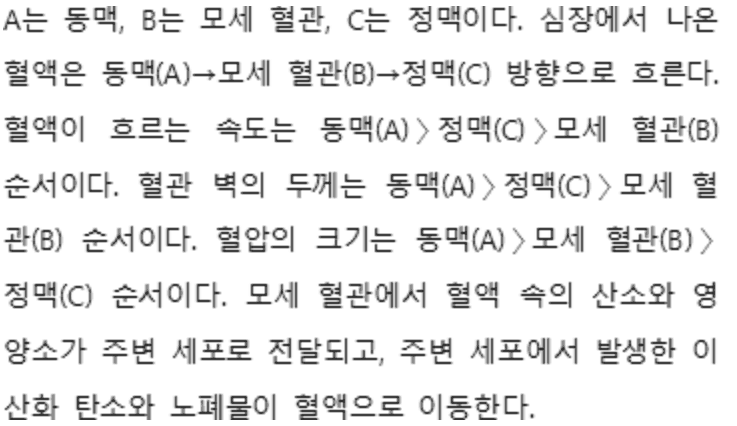 A는 동맥, B는 모세 혈관, C는 정맥이다. 심장에서 나온
혈액은 동맥(A)→모세 혈관(B)→정맥(C) 방향으로 흐른다.
혈액이 흐르는 속도는 동맥(A)〉정맥(C)〉모세 혈관(B)
순서이다. 혈관 벽의 두께는 동맥(A)〉정맥(C)〉모세 혈
관(B) 순서이다. 혈압의 크기는 동맥(A)〉모세 혈관(B)〉
정맥(C) 순서이다. 모세 혈관에서 혈액 속의 산소와 영
양소가 주변 세포로 전달되고, 주변 세포에서 발생한 이
산화 탄소와 노폐물이 혈액으로 이동한다.